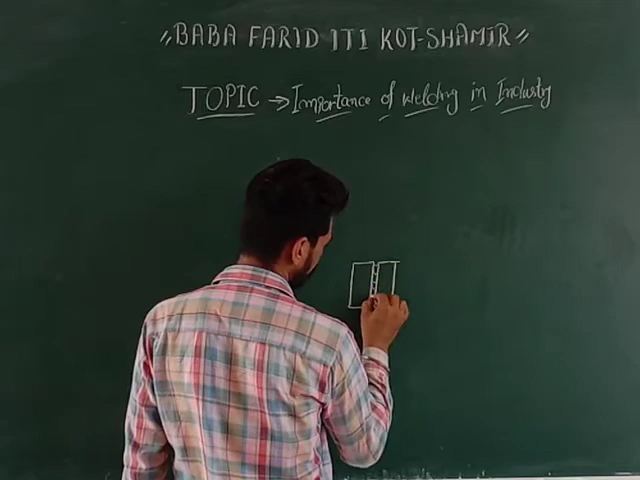 "BABA FARID ITI KOT-SHAMIR"
TOPIC → Importance of Welding in Industry